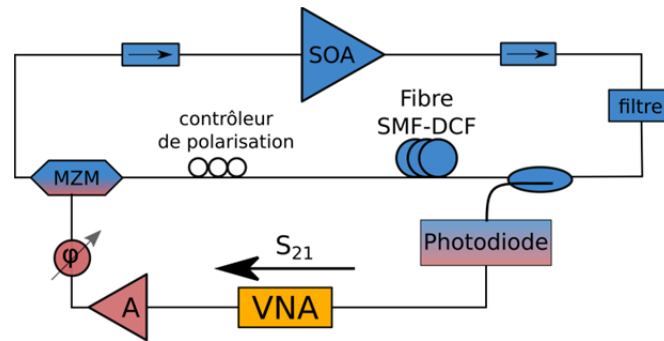 SOA
contrôleur
de polarisation
Fibre
SMF-DCF
filtre
MZM
Photodiode
S21
φ
A
VNA